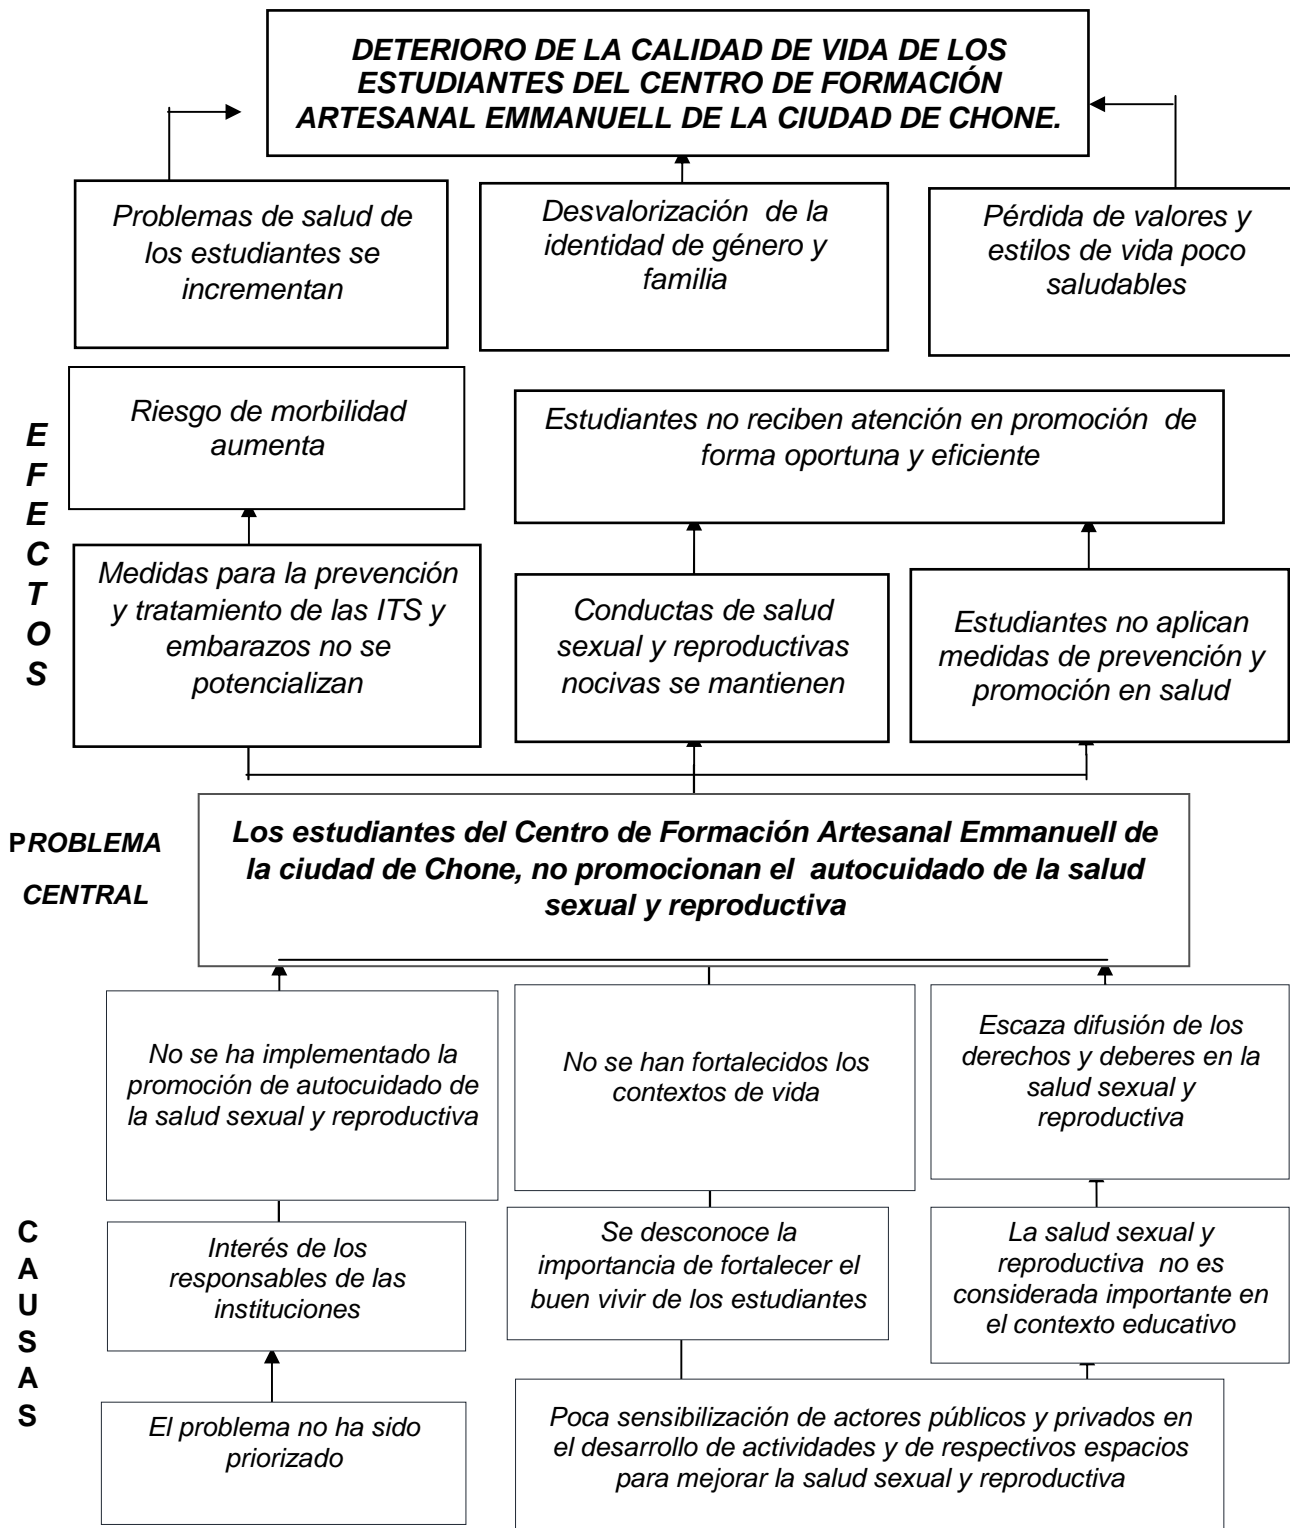 DETERIORO DE LA CALIDAD DE VIDA DE LOS
ESTUDIANTES DEL CENTRO DE FORMACIÓN
ARTESANAL EMMANUELL DE LA CIUDAD DE CHONE.
Problemas de salud de
los estudiantes se
incrementan
Desvalorización de la
identidad de género y
familia
Pérdida de valores y
estilos de vida poco
saludables
EFECTOS
Riesgo de morbilidad
aumenta
Estudiantes no reciben atención en promoción de
forma oportuna y eficiente
Medidas para la prevención
y tratamiento de las ITS y
embarazos no se
potencializan
Conductas de salud
sexual y reproductivas
nocivas se mantienen
Estudiantes no aplican
medidas de prevención y
promoción en salud
PROBLEMA
CENTRAL
Los estudiantes del Centro de Formación Artesanal Emmanuell de
la ciudad de Chone, no promocionan el autocuidado de la salud
sexual y reproductiva
No se ha implementado la
promoción de autocuidado de
la salud sexual y reproductiva
No se han fortalecidos los
contextos de vida
Escaza difusión de los
derechos y deberes en la
salud sexual y
reproductiva
CAUSAS
Interés de los
responsables de las
instituciones
Se desconoce la
importancia de fortalecer el
buen vivir de los estudiantes
La salud sexual y
reproductiva no es
considerada importante en
el contexto educativo
El problema no ha sido
priorizado
Poca sensibilización de actores públicos y privados en
el desarrollo de actividades y de respectivos espacios
para mejorar la salud sexual y reproductiva